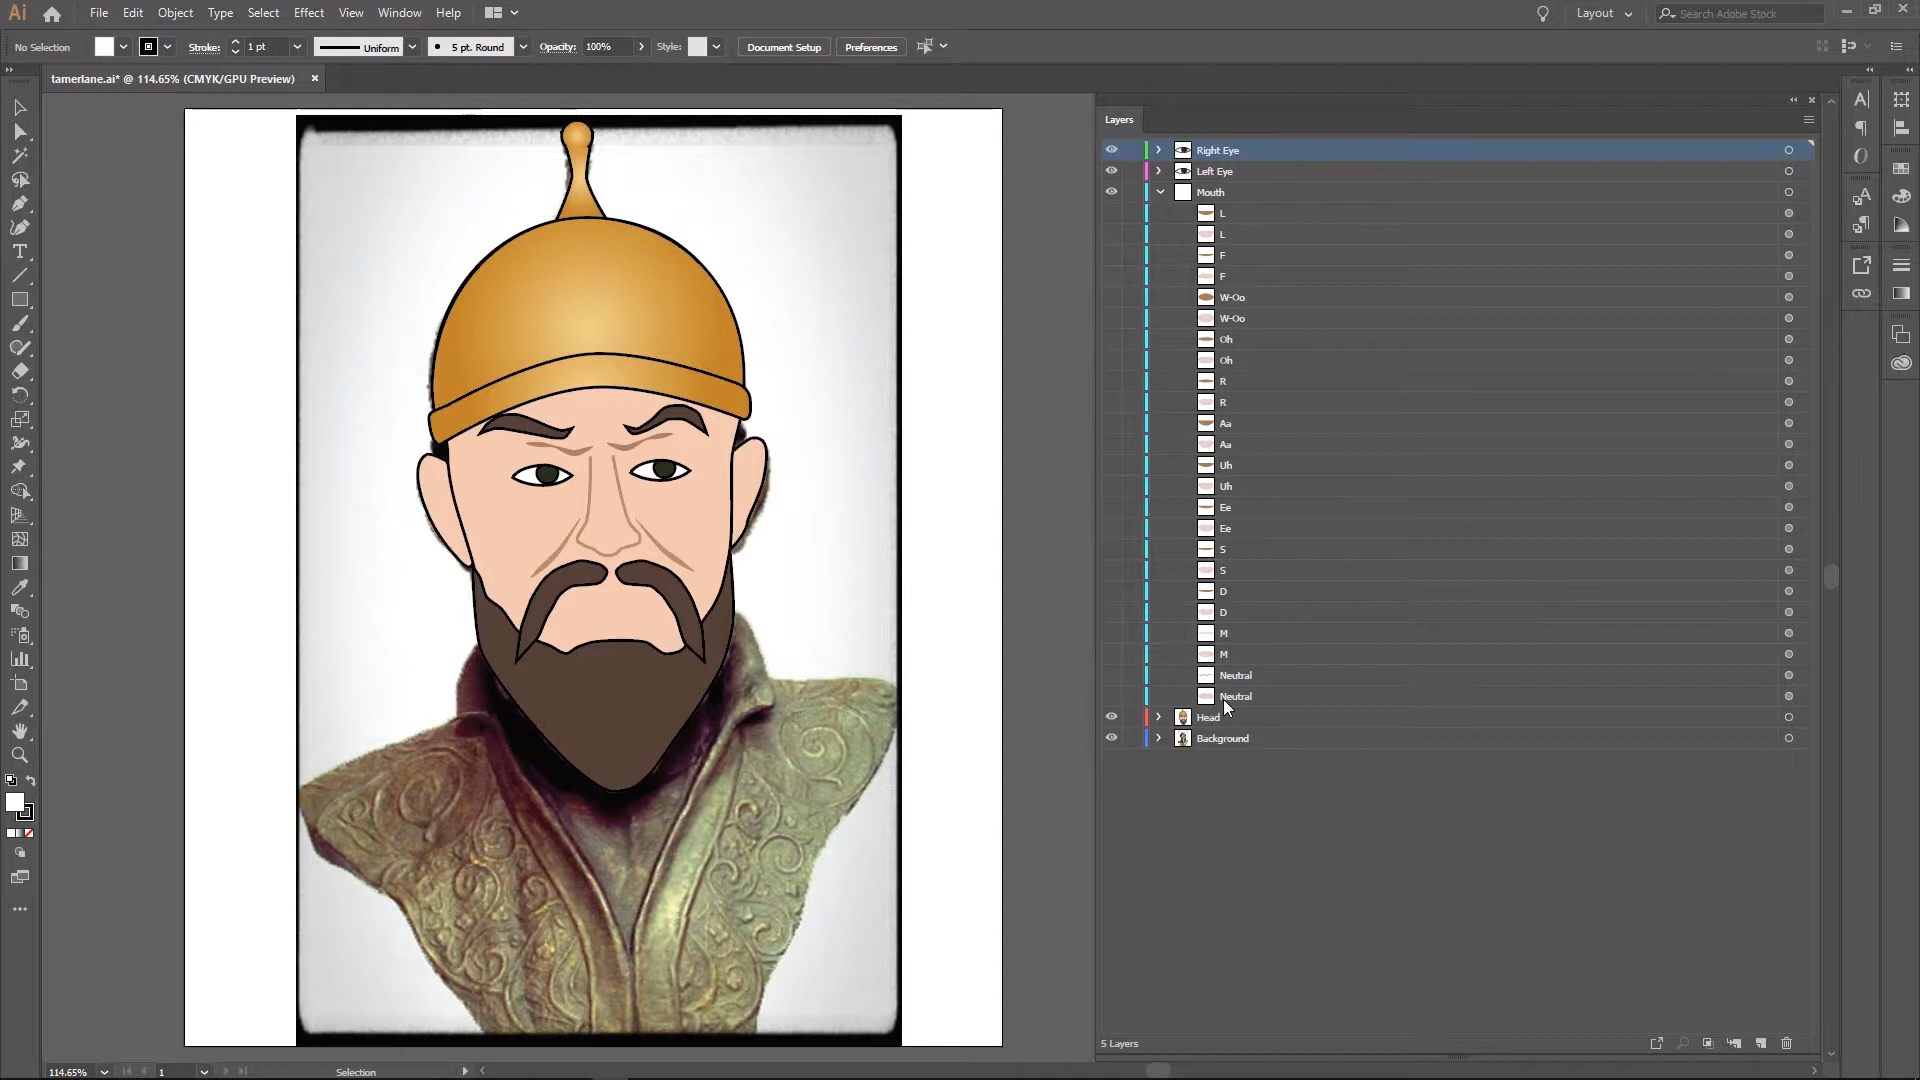 Ai File Edit Object Type Select Effect View Window Help Layout Search Adobe Stock
No Selection Stroke: 1 pt Uniform 5 pt. Round Opacity: 100% Style: Document Setup Preferences
tamerlane.ai* @ 114.65% (CMYK/GPU Preview)
Layers
Right Eye
Left Eye
Mouth
L
L
F
F
W-Oo
W-Oo
Oh
Oh
R
R
Aa
Aa
Uh
Uh
Ee
Ee
S
S
D
D
M
M
Neutral
Neutral
Head
Background
5 Layers
114.65% 1 Selection